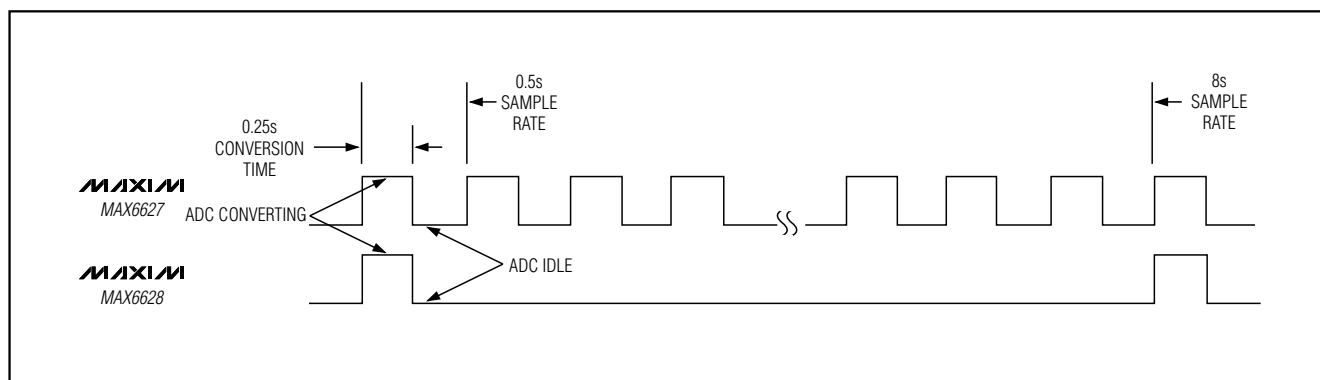 0.5s
SAMPLE
RATE
8s
SAMPLE
RATE
0.25s
CONVERSION
TIME
MAXIM
MAX6627
ADC CONVERTING
ADC IDLE
MAXIM
MAX6628